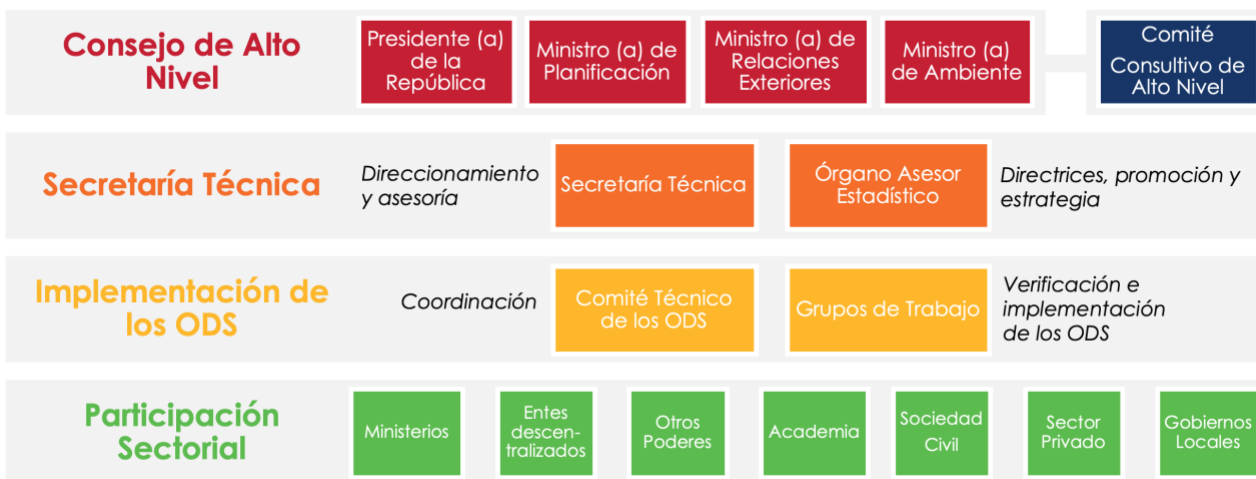 Consejo de Alto
Nivel
Presidente (a)
de la
República
Ministro (a) de
Planificación
Ministro (a) de
Relaciones
Exteriores
Ministro (a)
de Ambiente
Comité
Consultivo de
Alto Nivel
Secretaría Técnica
Direccionamiento
y asesoría
Secretaría Técnica
Órgano Asesor
Estadístico
Directrices, promoción y
estrategia
Implementación de
los ODS
Coordinación
Comité Técnico
de los ODS
Grupos de Trabajo
Verificación e
implementación
de los ODS
Participación
Sectorial
Ministerios
Entes
descen-
tralizados
Otros
Poderes
Academia
Sociedad
Civil
Sector
Privado
Gobiernos
Locales